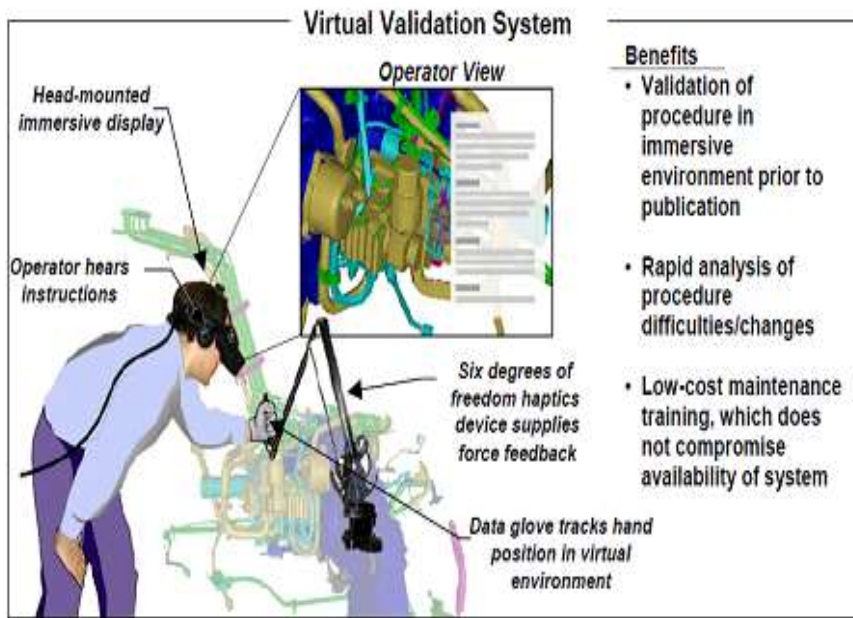 Virtual Validation System
Operator View
Head-mounted
immersive display
Operator hears
instructions
Six degrees of
freedom haptics
device supplies
force feedback
Data glove tracks hand
position in virtual
environment
Benefits
• Validation of
procedure in
immersive
environment prior to
publication
• Rapid analysis of
procedure
difficulties/changes
• Low-cost maintenance
training, which does
not compromise
availability of system